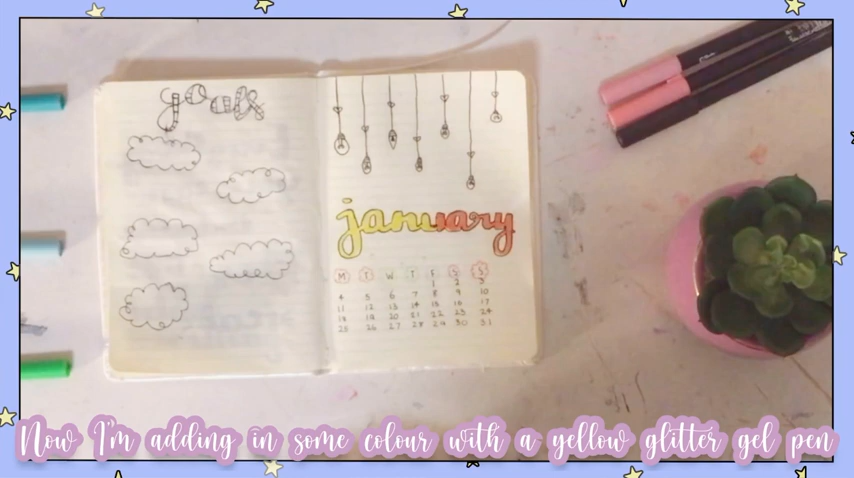 goals
january
M T W T F S S
1 2 3
4 5 6 7 8 9 10
11 12 13 14 15 16 17
18 19 20 21 22 23 24
25 26 27 28 29 30 31
Now I'm adding in some colour with a yellow glitter gel pen